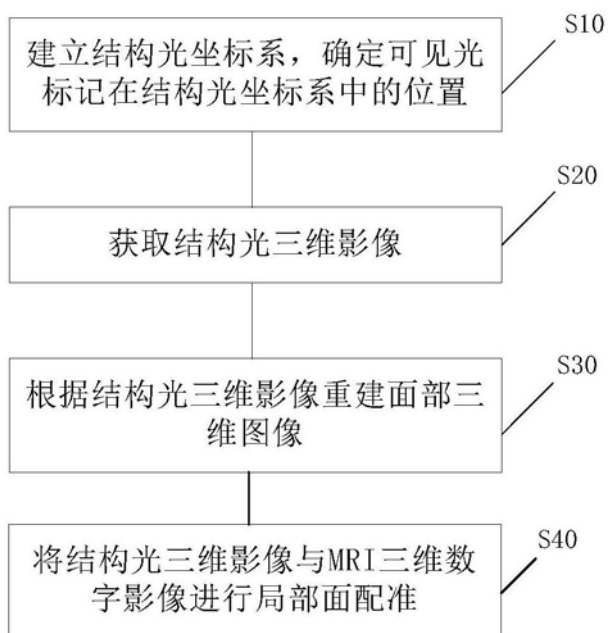 S10
建立结构光坐标系，确定可见光
标记在结构光坐标系中的位置
S20
获取结构光三维影像
S30
根据结构光三维影像重建面部三
维图像
S40
将结构光三维影像与MRI三维数
字影像进行局部面配准